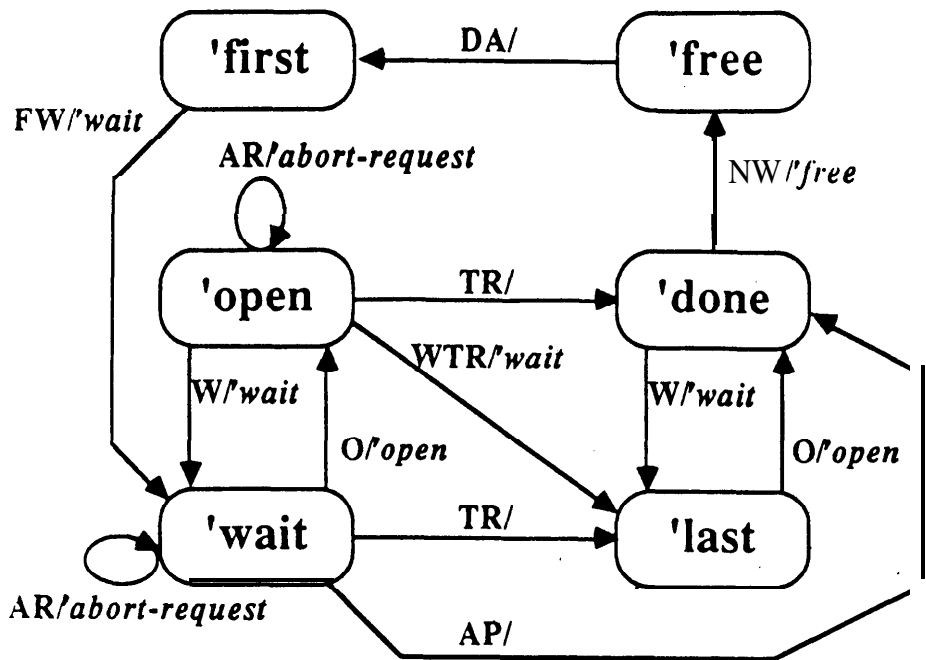 'first
DA/
'free
FW/'wait
AR/'abort-request
NW/'free
'open
TR/
'done
W/'wait
WTR/'wait
W/'wait
O/'open
O/'open
'wait
TR/
'last
AR/'abort-request
AP/